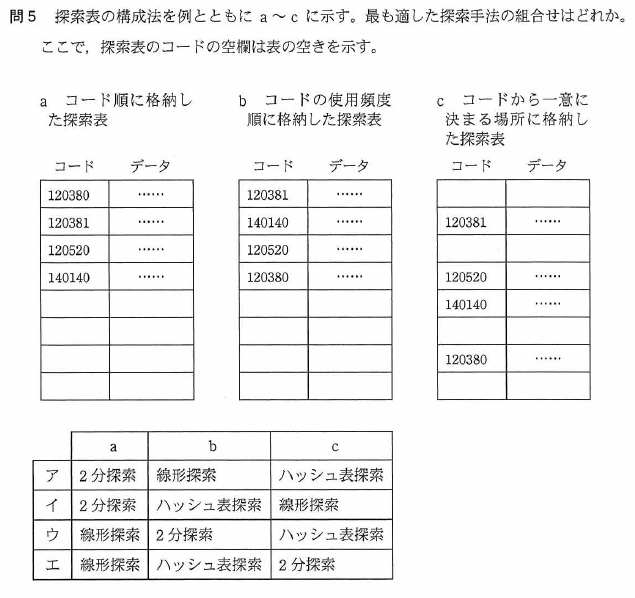 問5 探索表の構成法を例とともに a ～ c に示す。最も適した探索手法の組合せはどれか。
ここで，探索表のコードの空欄は表の空きを示す。
a コード順に格納し
た探索表
コード データ
120380 ……
120381 ……
120520 ……
140140 ……
b コードの使用頻度
順に格納した探索表
コード データ
120381 ……
140140 ……
120520 ……
120380 ……
c コードから一意に
決まる場所に格納し
た探索表
コード データ
120381 ……
120520 ……
140140 ……
120380 ……
a b c
ア 2分探索 線形探索 ハッシュ表探索
イ 2分探索 ハッシュ表探索 線形探索
ウ 線形探索 2分探索 ハッシュ表探索
エ 線形探索 ハッシュ表探索 2分探索